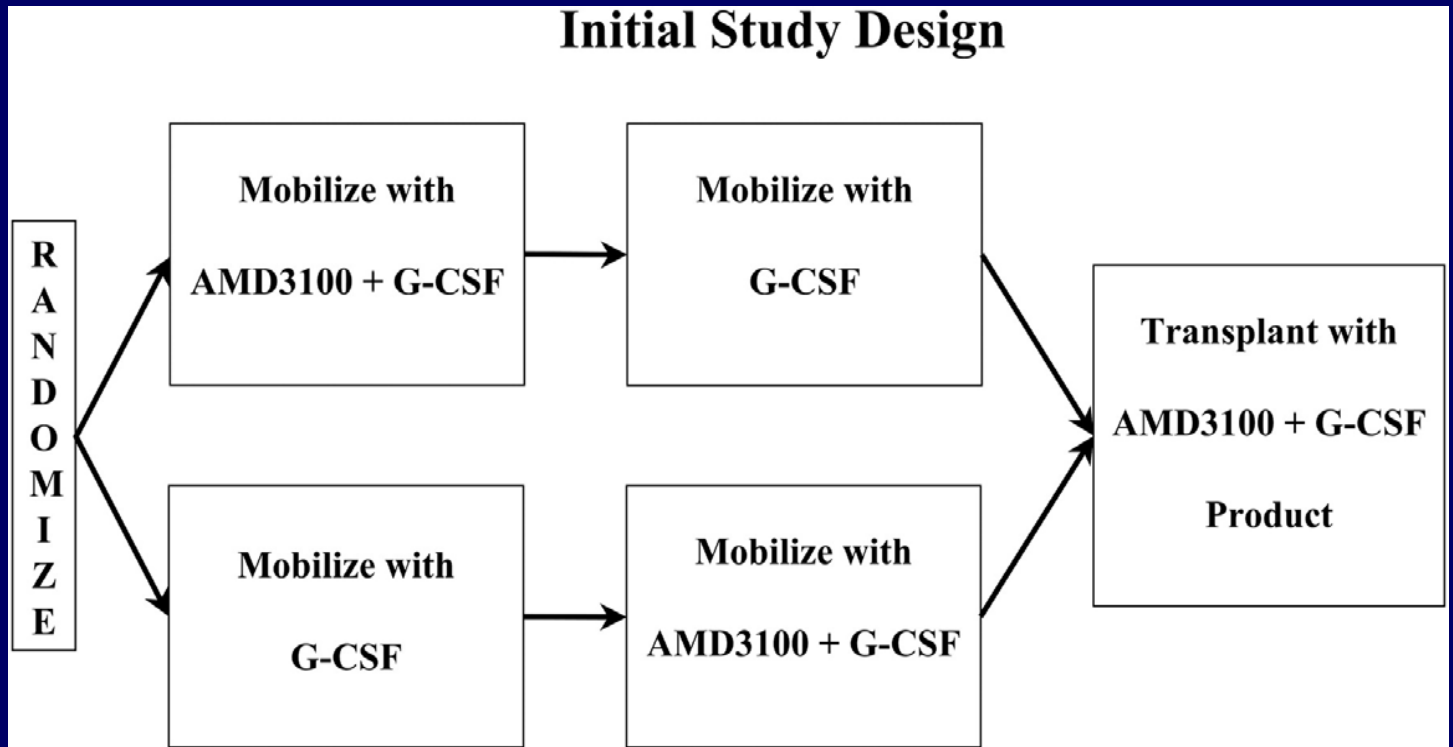 Initial Study Design
RANDOMIZE
Mobilize with
AMD3100 + G-CSF
Mobilize with
G-CSF
Mobilize with
G-CSF
Mobilize with
AMD3100 + G-CSF
Transplant with
AMD3100 + G-CSF
Product